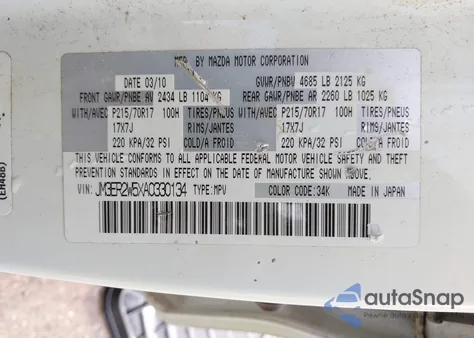 MFD. BY MAZDA MOTOR CORPORATION
DATE 03/10 GVWR/PNBV 4685 LB 2125 KG
FRONT GAWR/PNBE AV 2434 LB 1104 KG REAR GAWR/PNBE AR 2260 LB 1025 KG
WITH/AVEC P215/70R17 100H TIRES/PNEUS WITH/AVEC P215/70R17 100H TIRES/PNEUS
17X7J RIMS/JANTES 17X7J RIMS/JANTES
220 KPA/32 PSI COLD/A FROID 220 KPA/32 PSI COLD/A FROID
THIS VEHICLE CONFORMS TO ALL APPLICABLE FEDERAL MOTOR VEHICLE SAFETY AND THEFT
PREVENTION STANDARDS IN EFFECT ON THE DATE OF MANUFACTURE SHOWN ABOVE.
VIN: JM3ER2W5XA0330134 TYPE: MPV COLOR CODE: 34K MADE IN JAPAN
(EH48B)
autoSnap